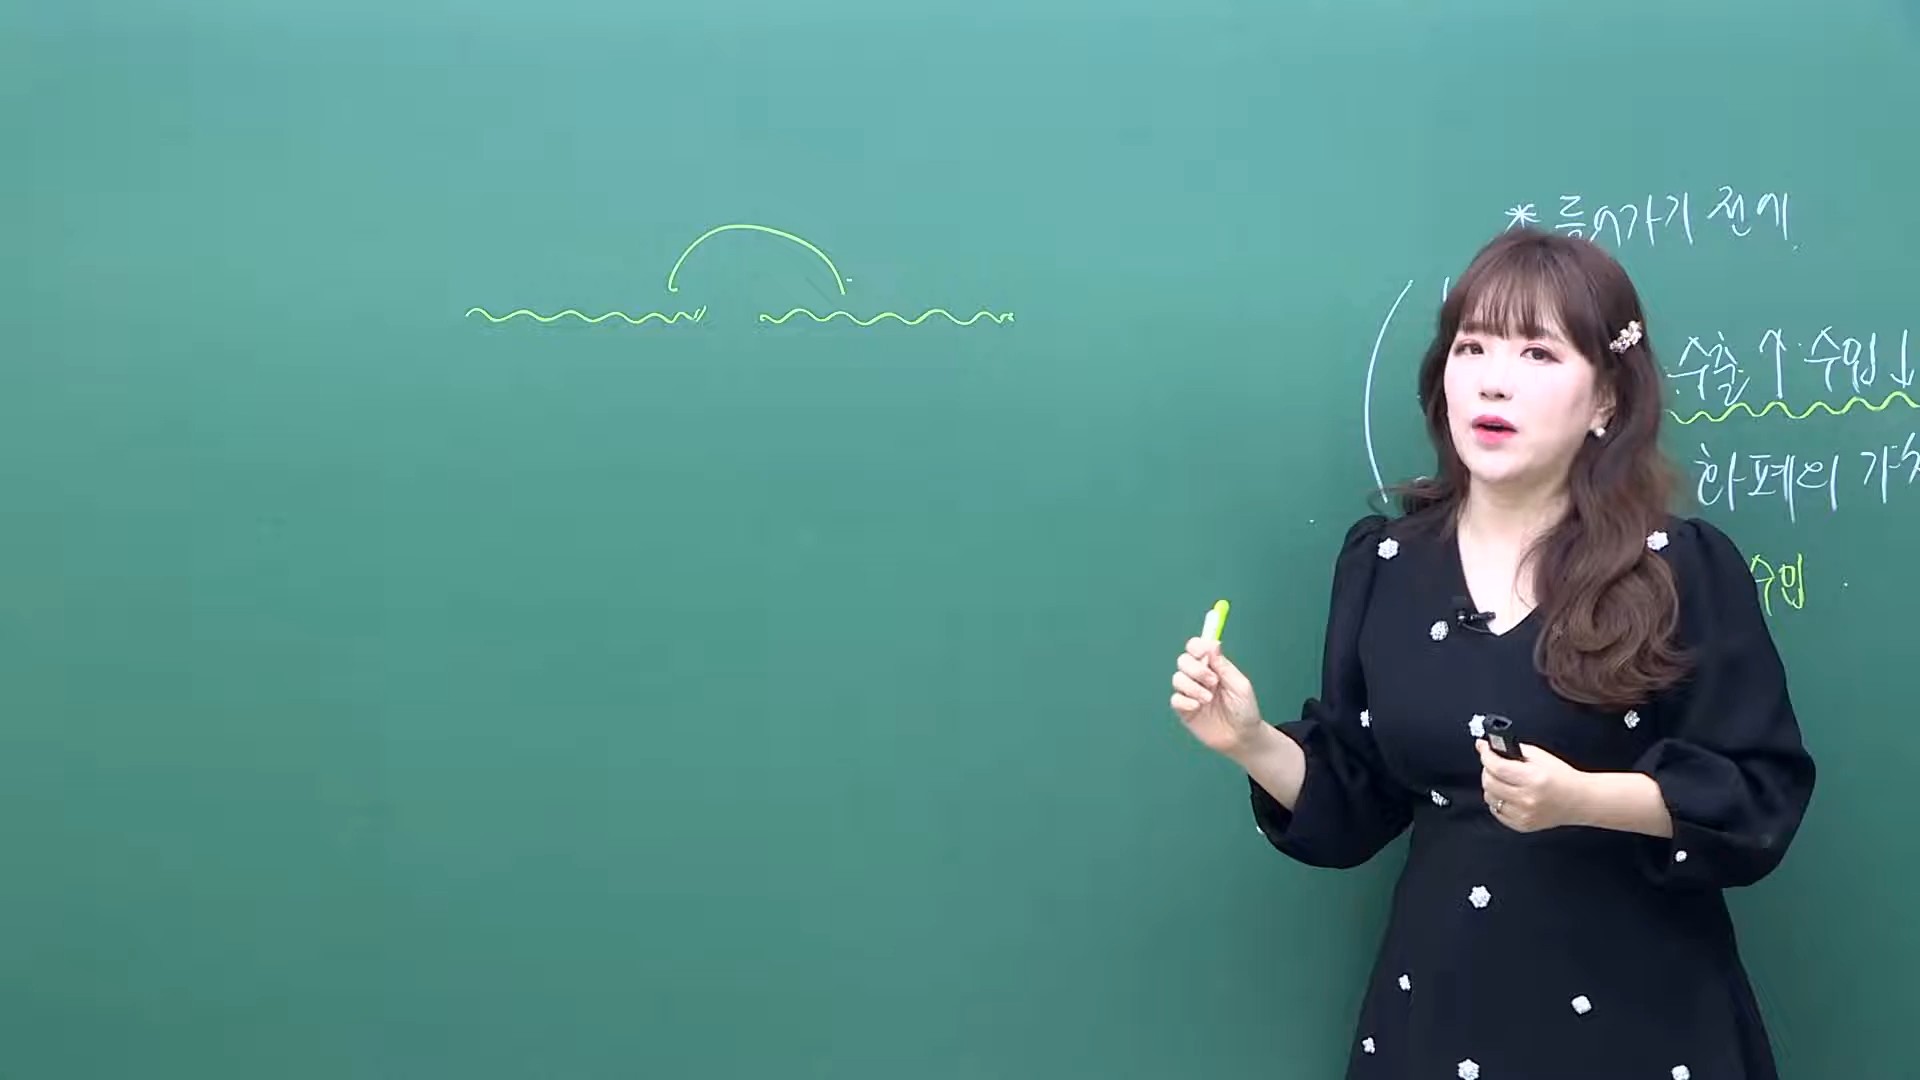 * 들어가기 전에
수출↑ 수입↓
화폐의 가치
수입